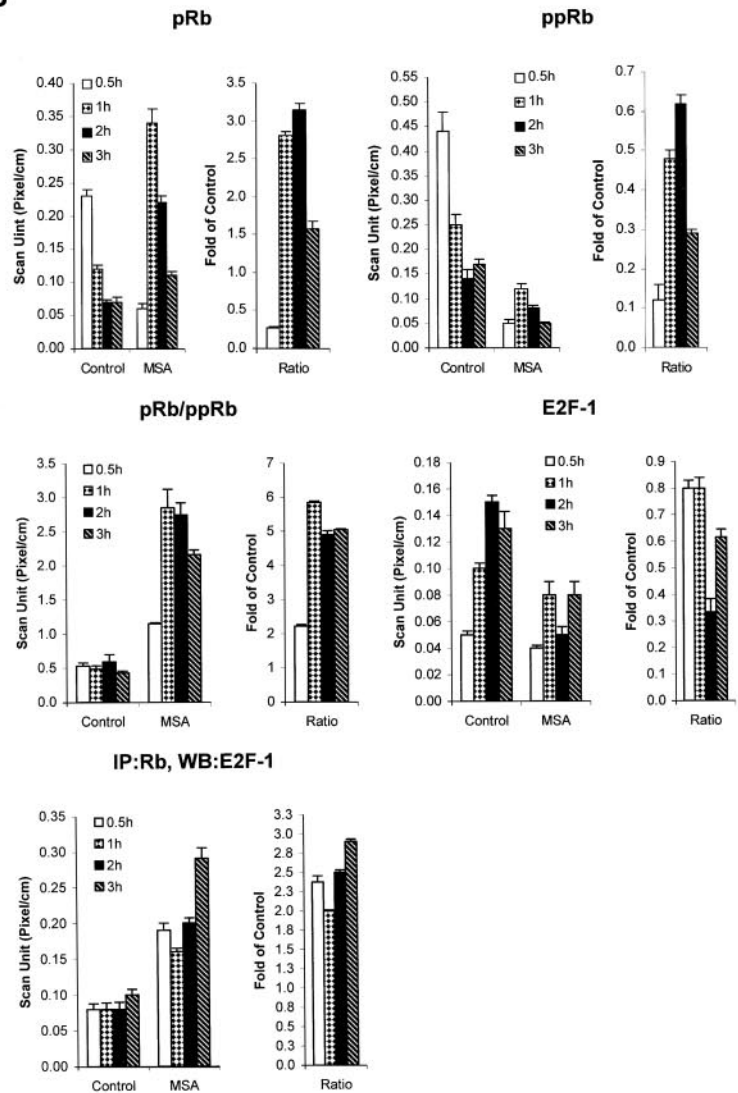 pRb
ppRb
Scan Uint (Pixel/cm)
0.40
0.35
0.30
0.25
0.20
0.15
0.10
0.05
0.00
0.5h
1h
2h
3h
Control
MSA
Fold of Control
3.5
3.0
2.5
2.0
1.5
1.0
0.5
0.0
Ratio
Scan Unit (Pixel/cm)
0.55
0.50
0.45
0.40
0.35
0.30
0.25
0.20
0.15
0.10
0.05
0.00
0.5h
1h
2h
3h
Control
MSA
Fold of Control
0.7
0.6
0.5
0.4
0.3
0.2
0.1
0.0
Ratio
pRb/ppRb
E2F-1
Scan Unit (Pixel/cm)
3.5
3.0
2.5
2.0
1.5
1.0
0.5
0.0
0.5h
1h
2h
3h
Control
MSA
Fold of Control
7
6
5
4
3
2
1
0
Ratio
Scan Unit (Pixel/cm)
0.18
0.16
0.14
0.12
0.10
0.08
0.06
0.04
0.02
0.00
0.5h
1h
2h
3h
Control
MSA
Fold of Control
0.9
0.8
0.7
0.6
0.5
0.4
0.3
0.2
0.1
0.0
Ratio
IP:Rb, WB:E2F-1
Scan Unit (Pixel/cm)
0.35
0.30
0.25
0.20
0.15
0.10
0.05
0.00
0.5h
1h
2h
3h
Control
MSA
Fold of Control
3.3
3.0
2.8
2.5
2.3
2.0
1.8
1.5
1.3
1.0
0.8
0.5
0.3
0.0
Ratio